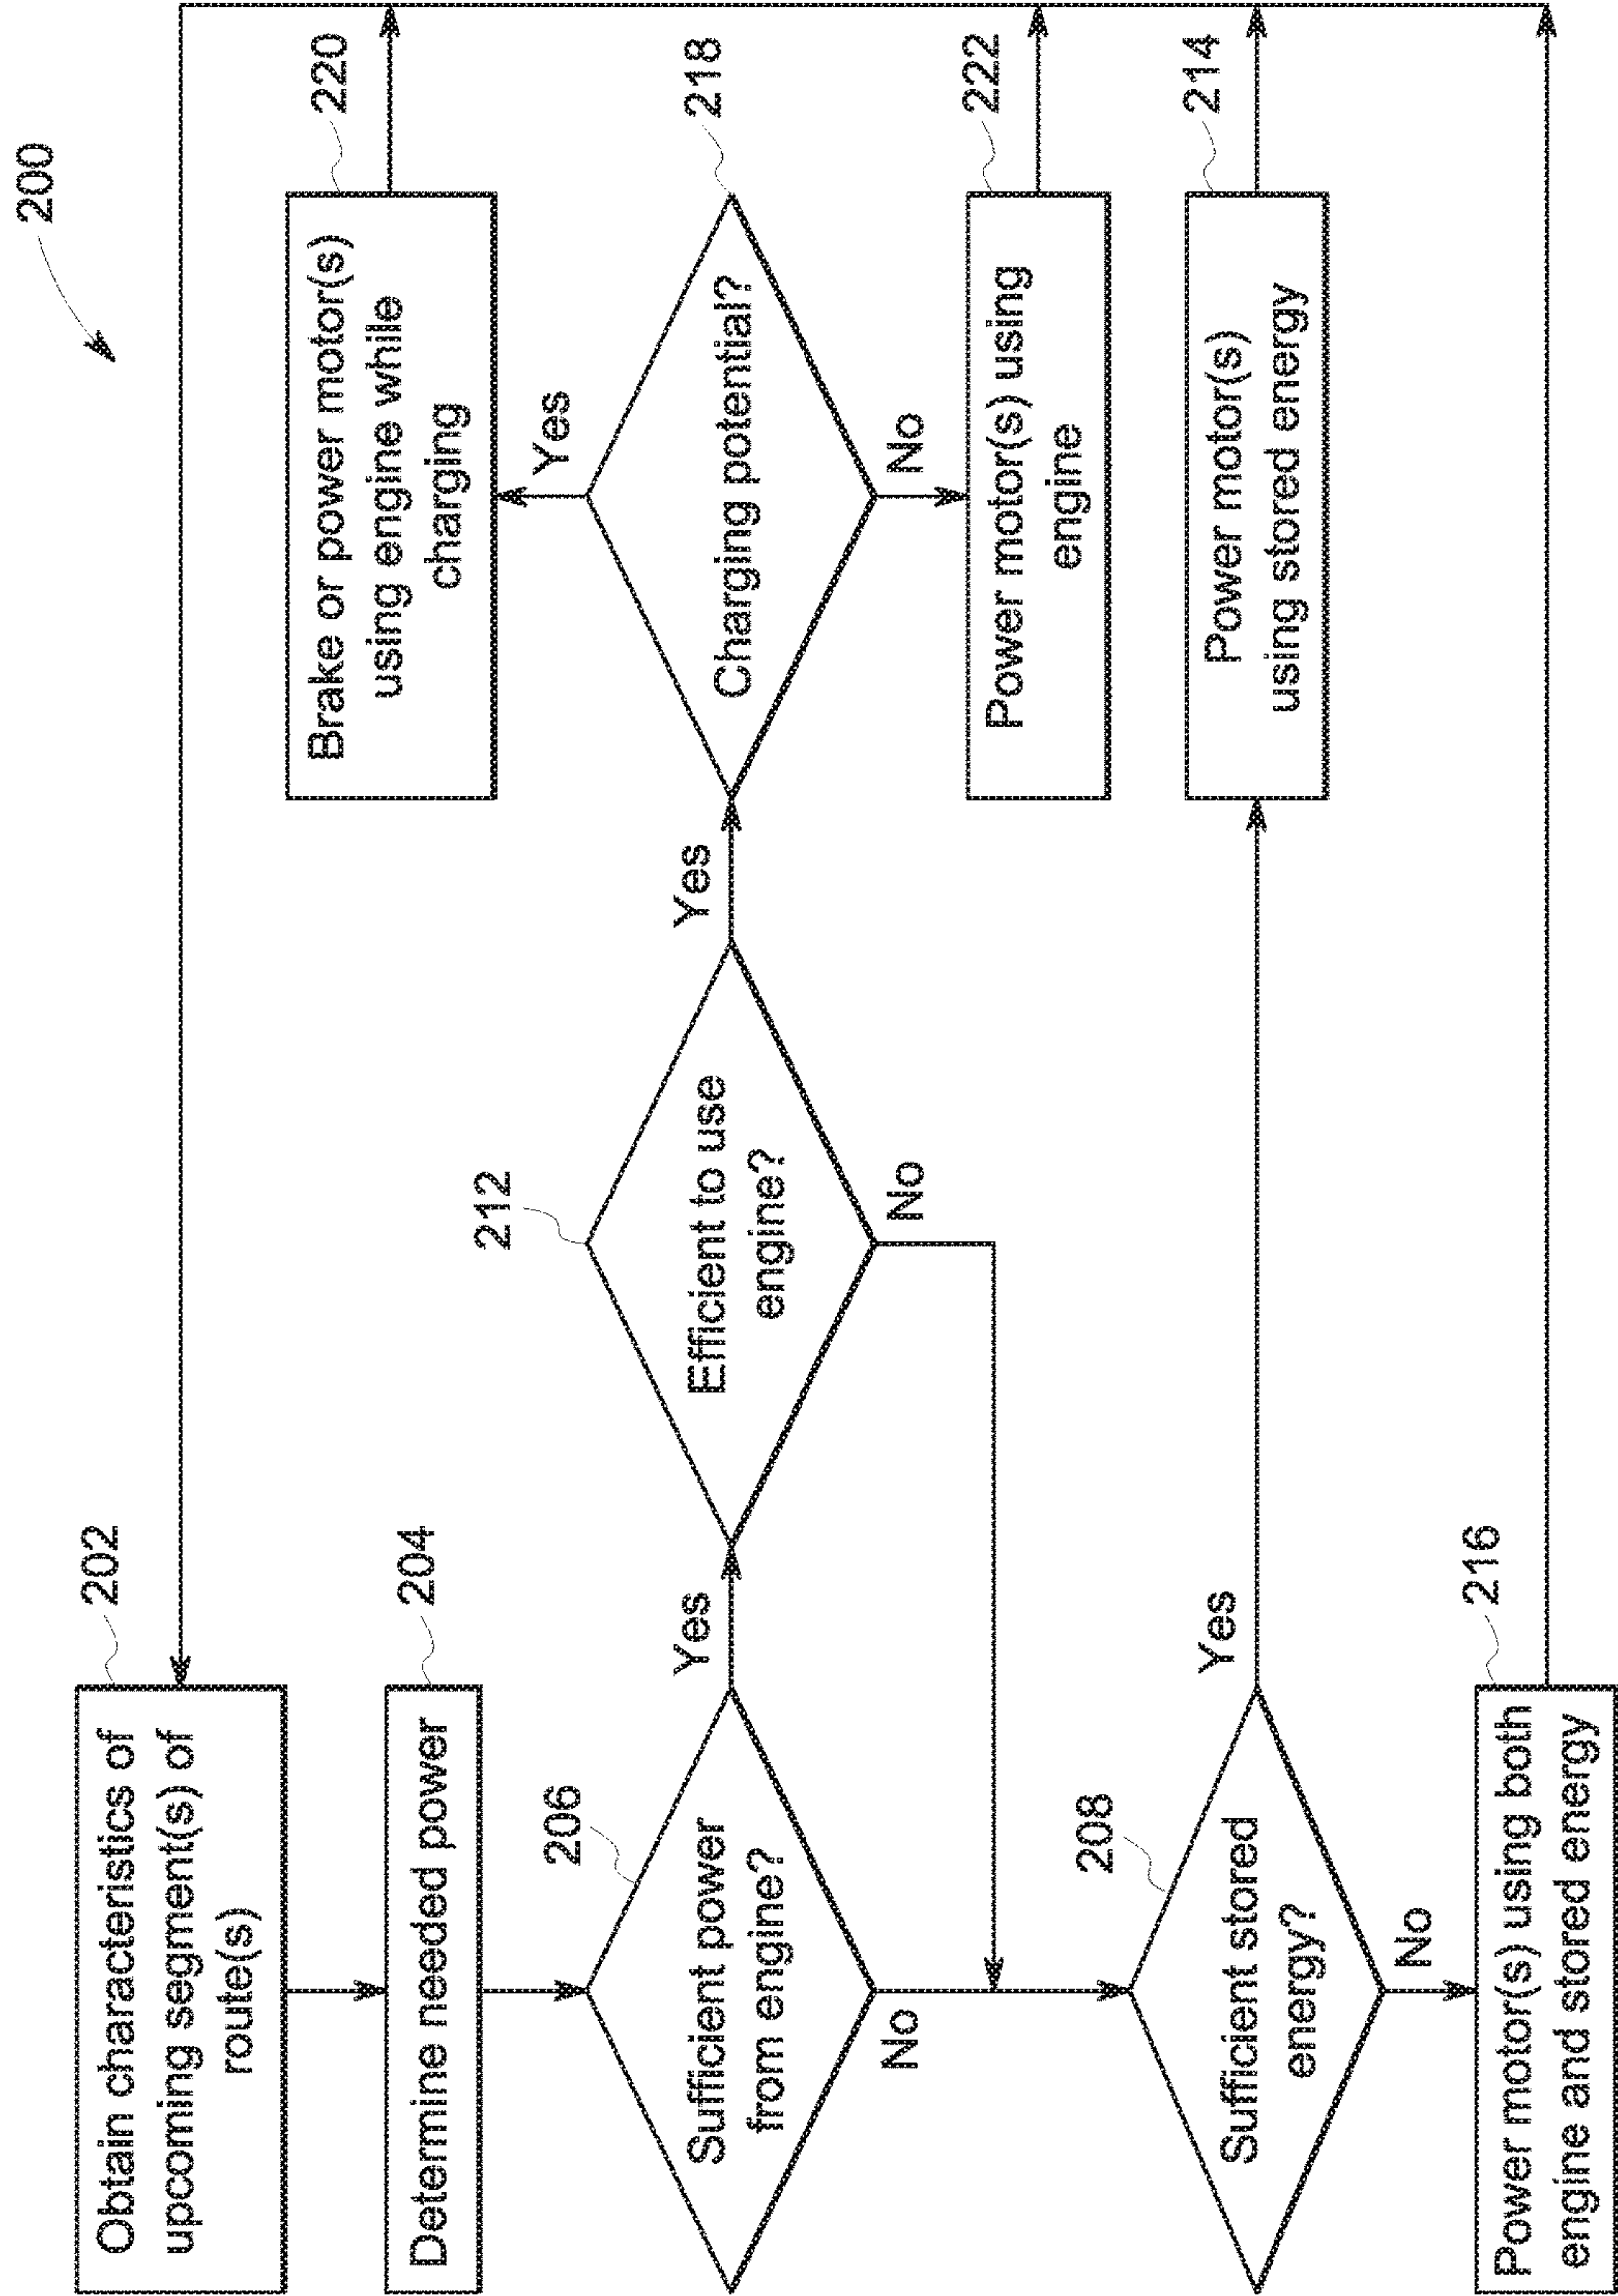 200
202
Obtain characteristics of
upcoming segment(s) of
route(s)
204
Determine needed power
206
Sufficient power
from engine?
Yes
No
212
Efficient to use
engine?
Yes
No
218
Charging potential?
Yes
No
220
Brake or power motor(s)
using engine while
charging
222
Power motor(s) using
engine
208
Sufficient stored
energy?
Yes
No
214
Power motor(s)
using stored energy
216
Power motor(s) using both
engine and stored energy